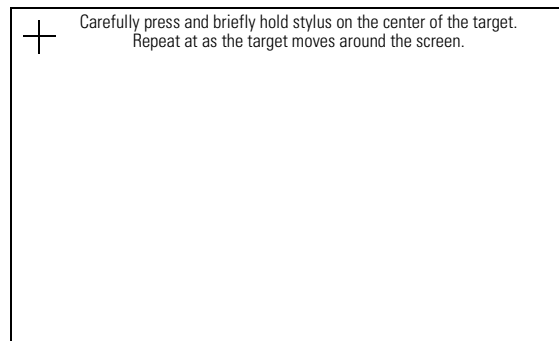 Carefully press and briefly hold stylus on the center of the target.
Repeat at as the target moves around the screen.